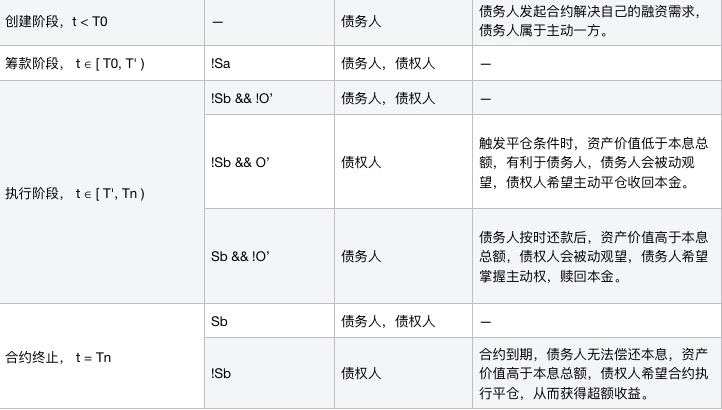 创建阶段，t < T0
—
债务人
债务人发起合约解决自己的融资需求，
债务人属于主动一方。
筹款阶段， t ∈ [ T0, T' )
!Sa
债务人，债权人
—
执行阶段， t ∈ [ T', Tn )
!Sb && !O’
债务人，债权人
—
!Sb && O’
债权人
触发平仓条件时，资产价值低于本息总
额，有利于债务人，债务人会被动观
望，债权人希望主动平仓收回本金。
Sb && !O’
债务人
债务人按时还款后，资产价值高于本息
总额，债权人会被动观望，债务人希望
掌握主动权，赎回本金。
合约终止， t = Tn
Sb
债务人，债权人
—
!Sb
债权人
合约到期，债务人无法偿还本息，资产
价值高于本息总额，债权人希望合约执
行平仓，从而获得超额收益。